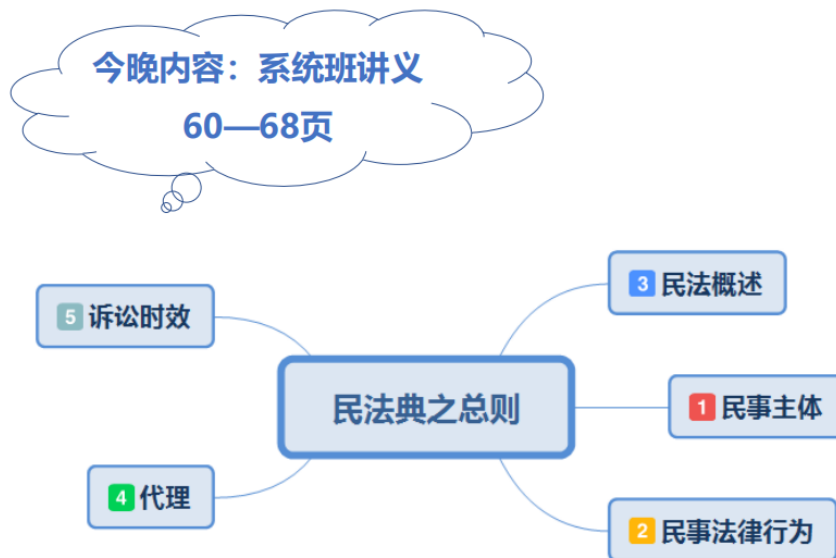 今晚内容：系统班讲义
60—68页
3 民法概述
5 诉讼时效
民法典之总则
1 民事主体
4 代理
2 民事法律行为